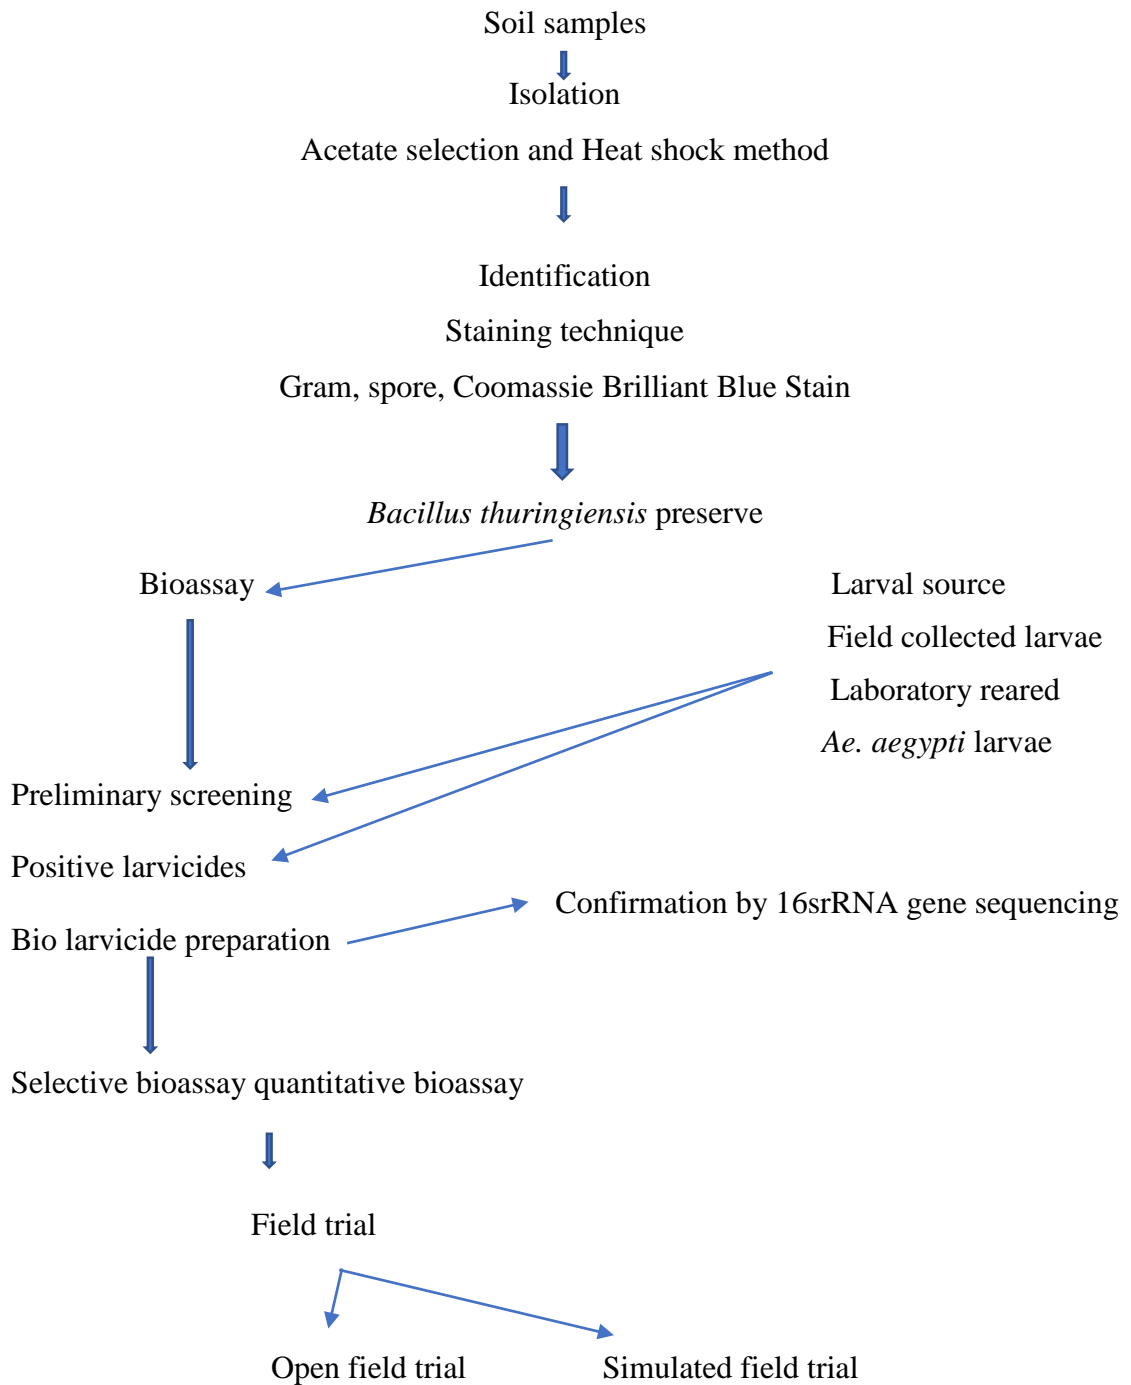 Soil samples
Isolation
Acetate selection and Heat shock method
Identification
Staining technique
Gram, spore, Coomassie Brilliant Blue Stain
Bacillus thuringiensis preserve
Bioassay
Larval source
Field collected larvae
Laboratory reared
Ae. aegypti larvae
Preliminary screening
Positive larvicides
Confirmation by 16srRNA gene sequencing
Bio larvicide preparation
Selective bioassay quantitative bioassay
Field trial
Open field trial
Simulated field trial